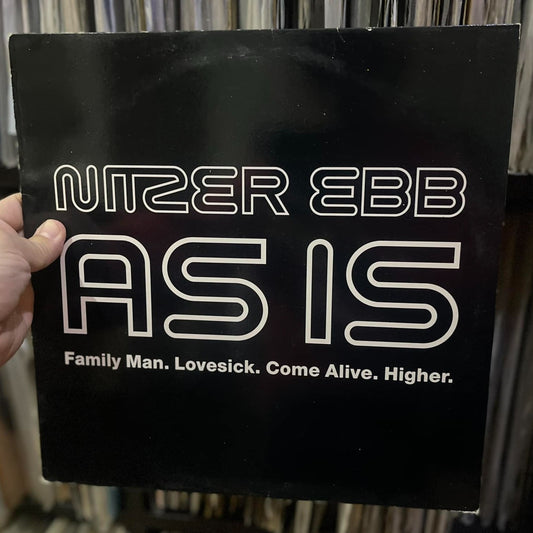 NITZER EBB
AS IS
Family Man. Lovesick. Come Alive. Higher.